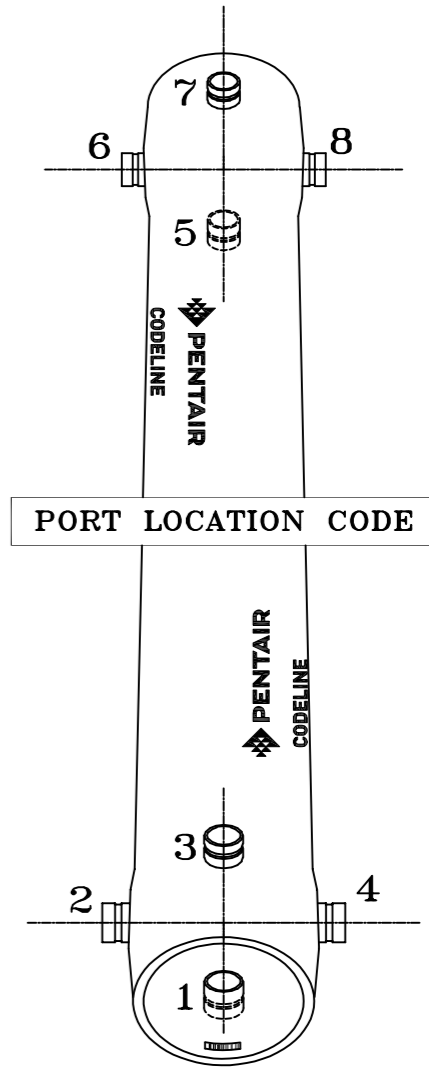 7
6 8
5
CODELINE
PENTAIR
PORT LOCATION CODE
PENTAIR
CODELINE
3
2 4
1